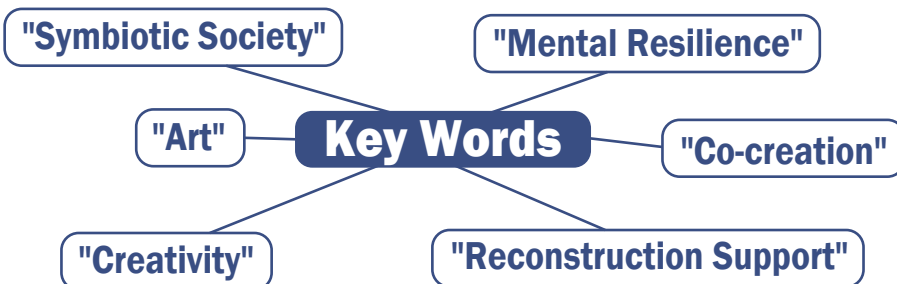 "Symbiotic Society"
"Mental Resilience"
"Art"
Key Words
"Co-creation"
"Creativity"
"Reconstruction Support"